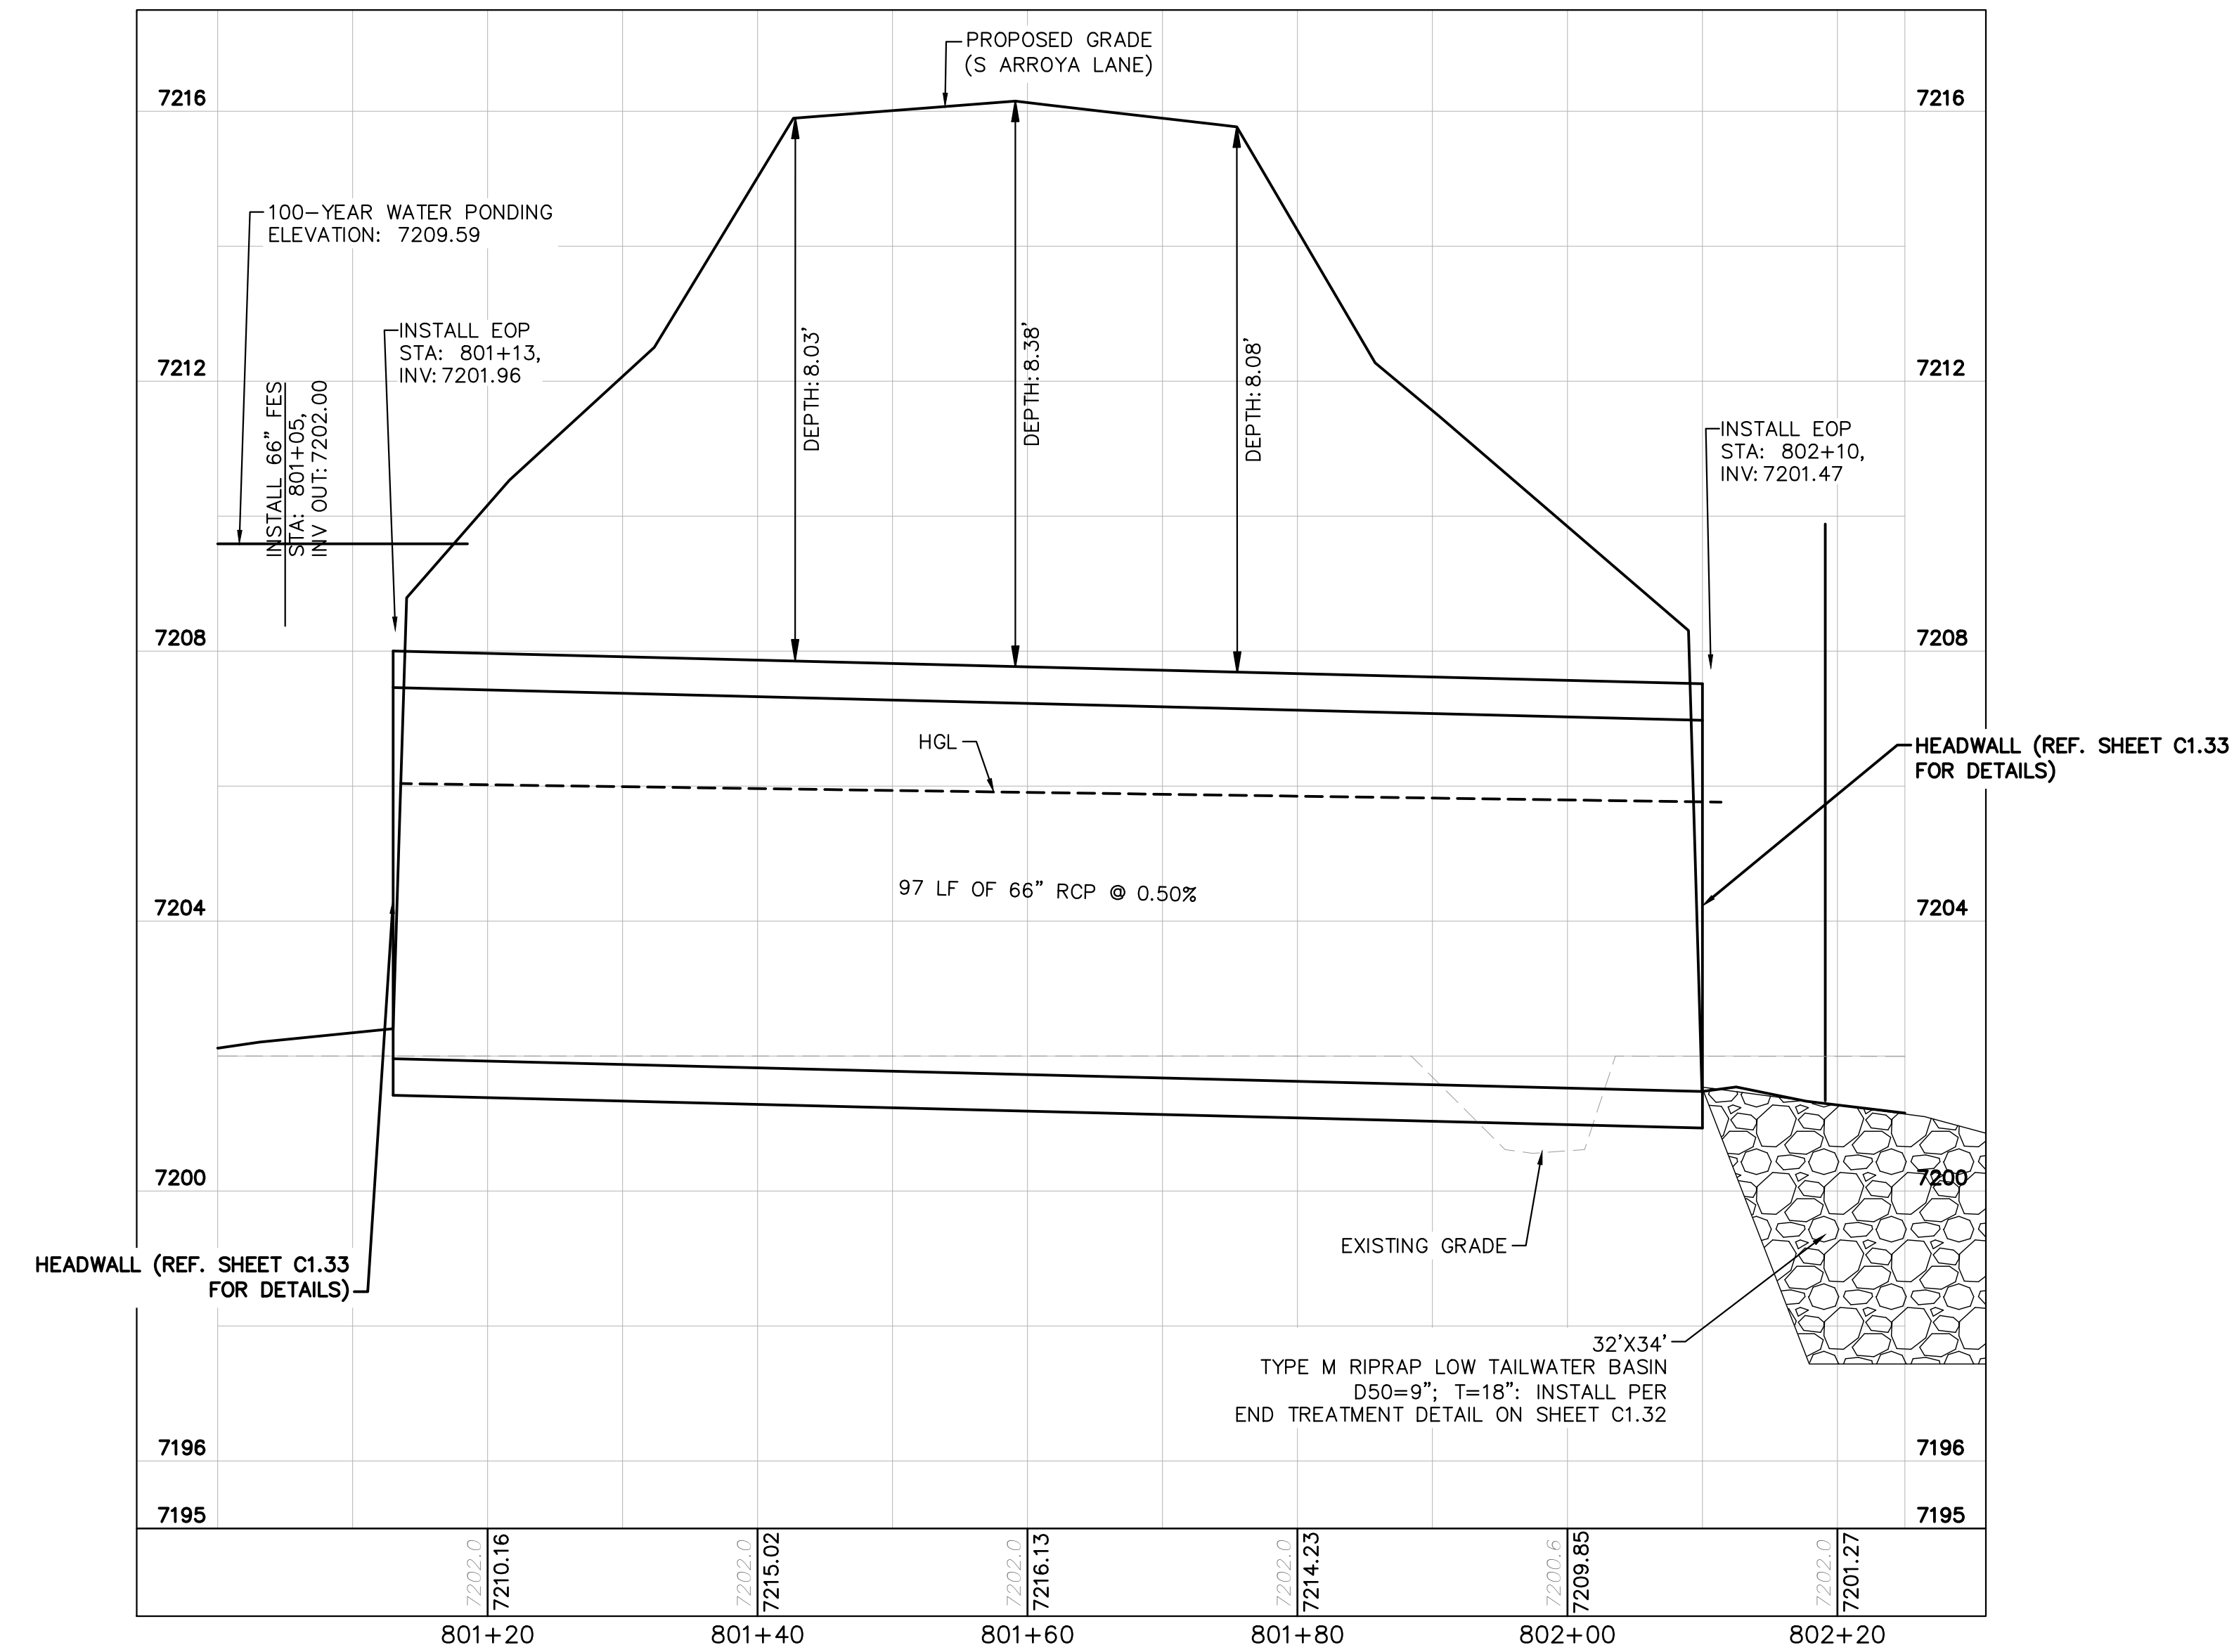 PROPOSED GRADE
(S ARROYA LANE)
7216
7216
100-YEAR WATER PONDING
ELEVATION: 7209.59
INSTALL EOP
STA: 801+13,
INV: 7201.96
7212
7212
INSTALL 66" FES
STA: 801+05,
INV OUT: 7202.00
DEPTH: 8.03'
DEPTH: 8.38'
DEPTH: 8.08'
INSTALL EOP
STA: 802+10,
INV: 7201.47
7208
7208
HGL
HEADWALL (REF. SHEET C1.33
FOR DETAILS)
97 LF OF 66" RCP @ 0.50%
7204
7204
7200
7200
EXISTING GRADE
HEADWALL (REF. SHEET C1.33
FOR DETAILS)
32'X34'
TYPE M RIPRAP LOW TAILWATER BASIN
D50=9"; T=18": INSTALL PER
END TREATMENT DETAIL ON SHEET C1.32
7196
7196
7195
7195
7202.0
7210.16
7202.0
7215.02
7202.0
7216.13
7202.0
7214.23
7200.6
7209.85
7202.0
7201.27
801+20
801+40
801+60
801+80
802+00
802+20